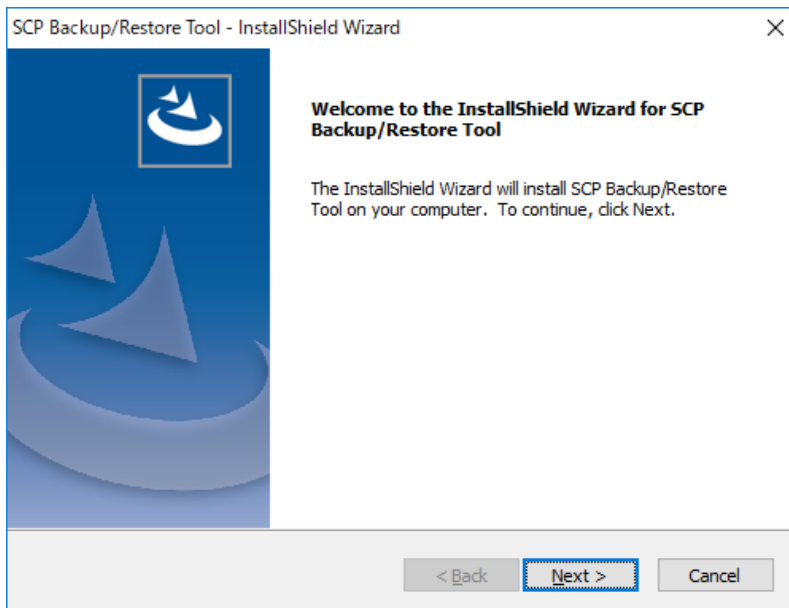 SCP Backup/Restore Tool - InstallShield Wizard
Welcome to the InstallShield Wizard for SCP
Backup/Restore Tool
The InstallShield Wizard will install SCP Backup/Restore
Tool on your computer.  To continue, click Next.
< Back Next > Cancel